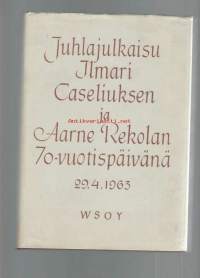 Juhlajulkaisu
Ilmari
Caseliuksen
ja
Aarne Rekolan
70-vuotispäivänä
29.4.1963
WSOY